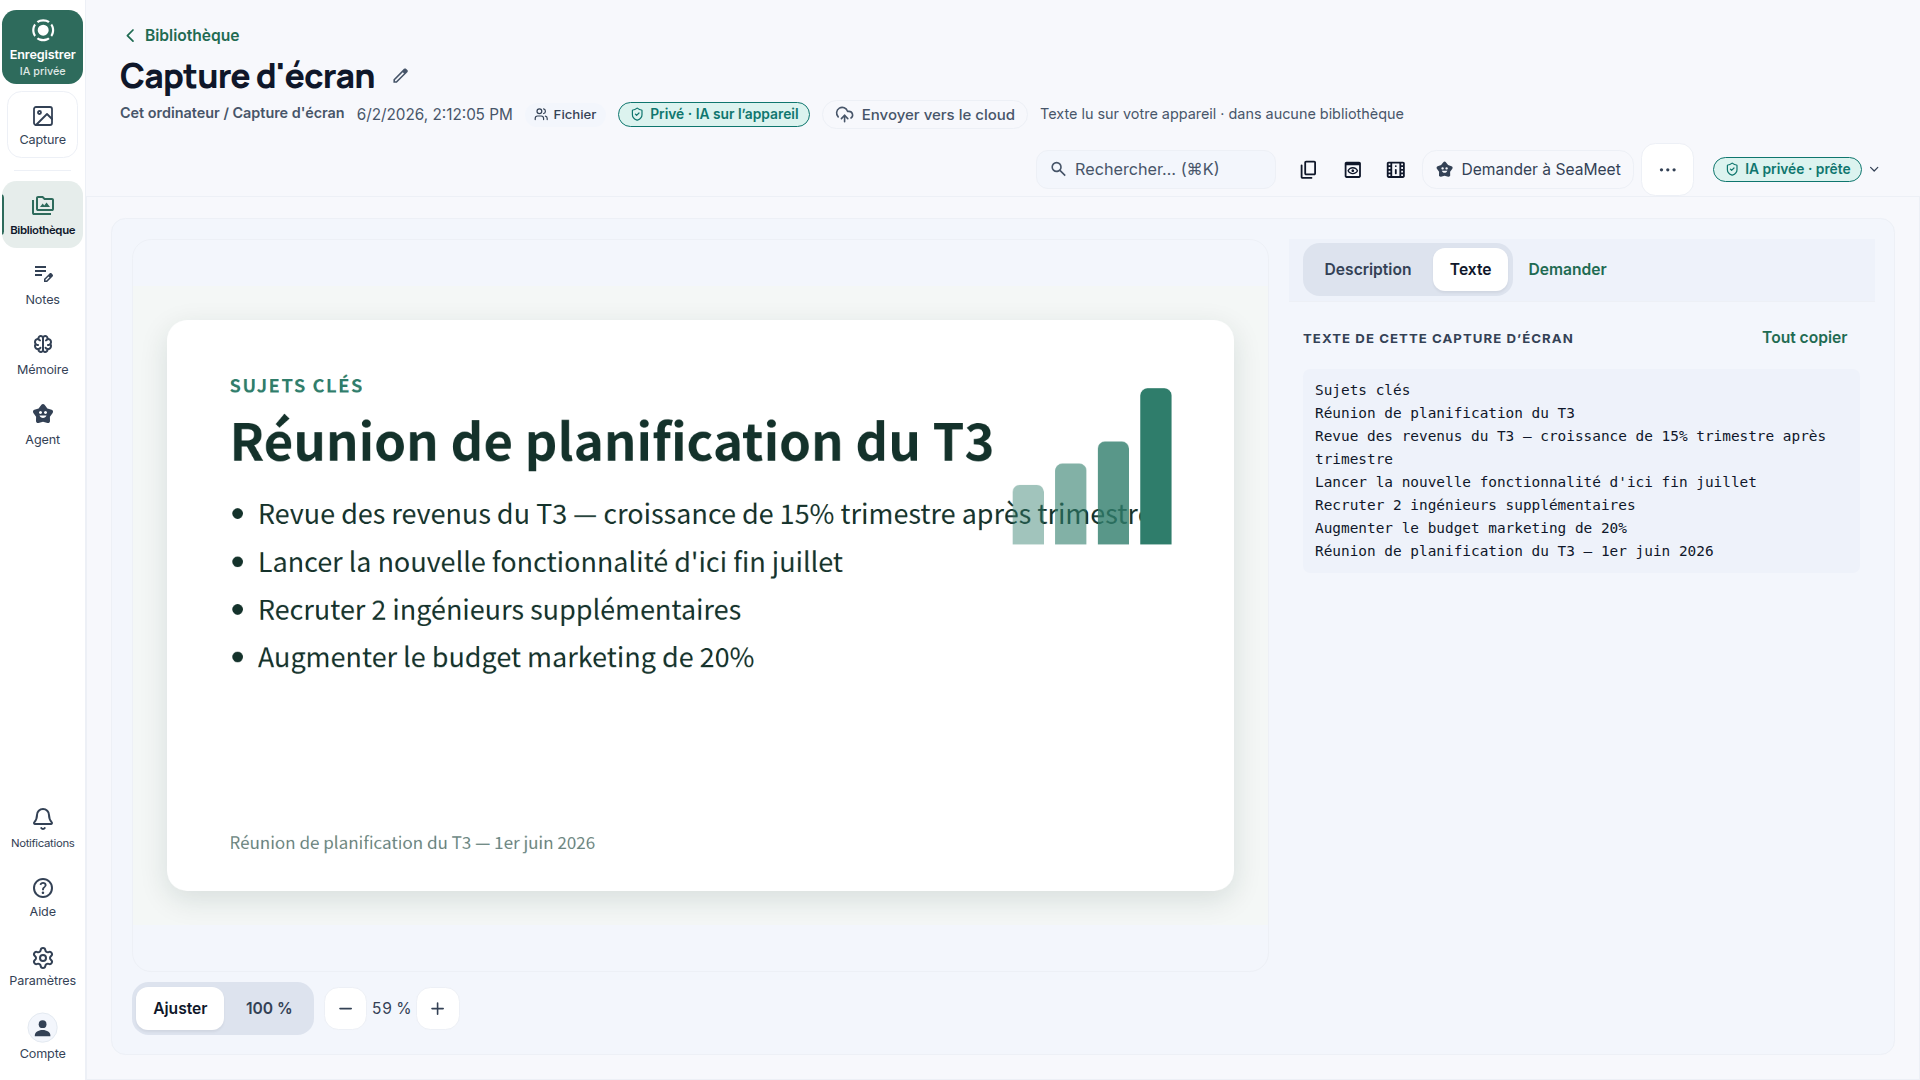 Enregistrer
IA privée
Capture
Bibliothèque
Notes
Mémoire
Agent
Notifications
Aide
Paramètres
Compte
Bibliothèque
Capture d'écran
Cet ordinateur / Capture d'écran 6/2/2026, 2:12:05 PM Fichier Privé · IA sur l'appareil Envoyer vers le cloud Texte lu sur votre appareil · dans aucune bibliothèque
Rechercher... (⌘K) Demander à SeaMeet IA privée · prête
SUJETS CLÉS
Réunion de planification du T3
• Revue des revenus du T3 — croissance de 15% trimestre après trimestre
• Lancer la nouvelle fonctionnalité d'ici fin juillet
• Recruter 2 ingénieurs supplémentaires
• Augmenter le budget marketing de 20%
Réunion de planification du T3 — 1er juin 2026
Ajuster 100 % 59 %
Description Texte Demander
TEXTE DE CETTE CAPTURE D'ÉCRAN Tout copier
Sujets clés
Réunion de planification du T3
Revue des revenus du T3 — croissance de 15% trimestre après
trimestre
Lancer la nouvelle fonctionnalité d'ici fin juillet
Recruter 2 ingénieurs supplémentaires
Augmenter le budget marketing de 20%
Réunion de planification du T3 — 1er juin 2026